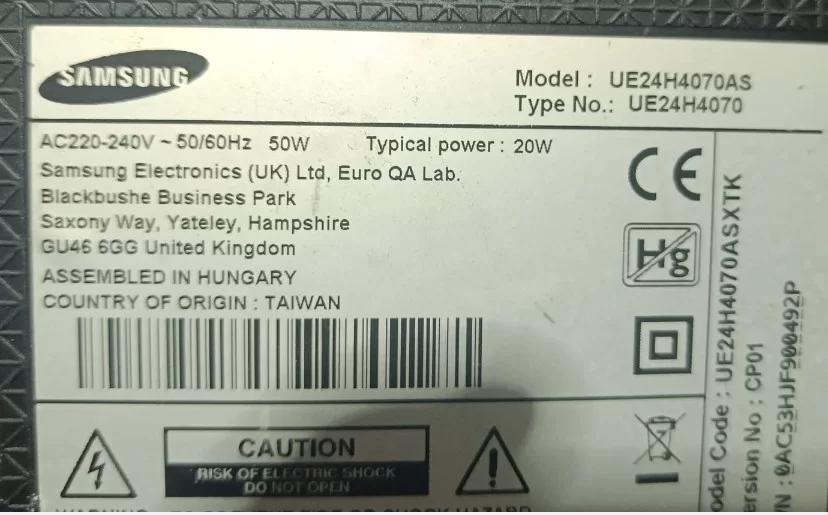 SAMSUNG
Model : UE24H4070AS
Type No.: UE24H4070
AC220-240V ~ 50/60Hz 50W Typical power : 20W
Samsung Electronics (UK) Ltd, Euro QA Lab.
Blackbushe Business Park
Saxony Way, Yateley, Hampshire
GU46 6GG United Kingdom
ASSEMBLED IN HUNGARY
COUNTRY OF ORIGIN : TAIWAN
CE
Hg
CAUTION
RISK OF ELECTRIC SHOCK
DO NOT OPEN
odel Code : UE24H4070ASXTK
ersion No : CP01
/N : 0AC53HJF900492P